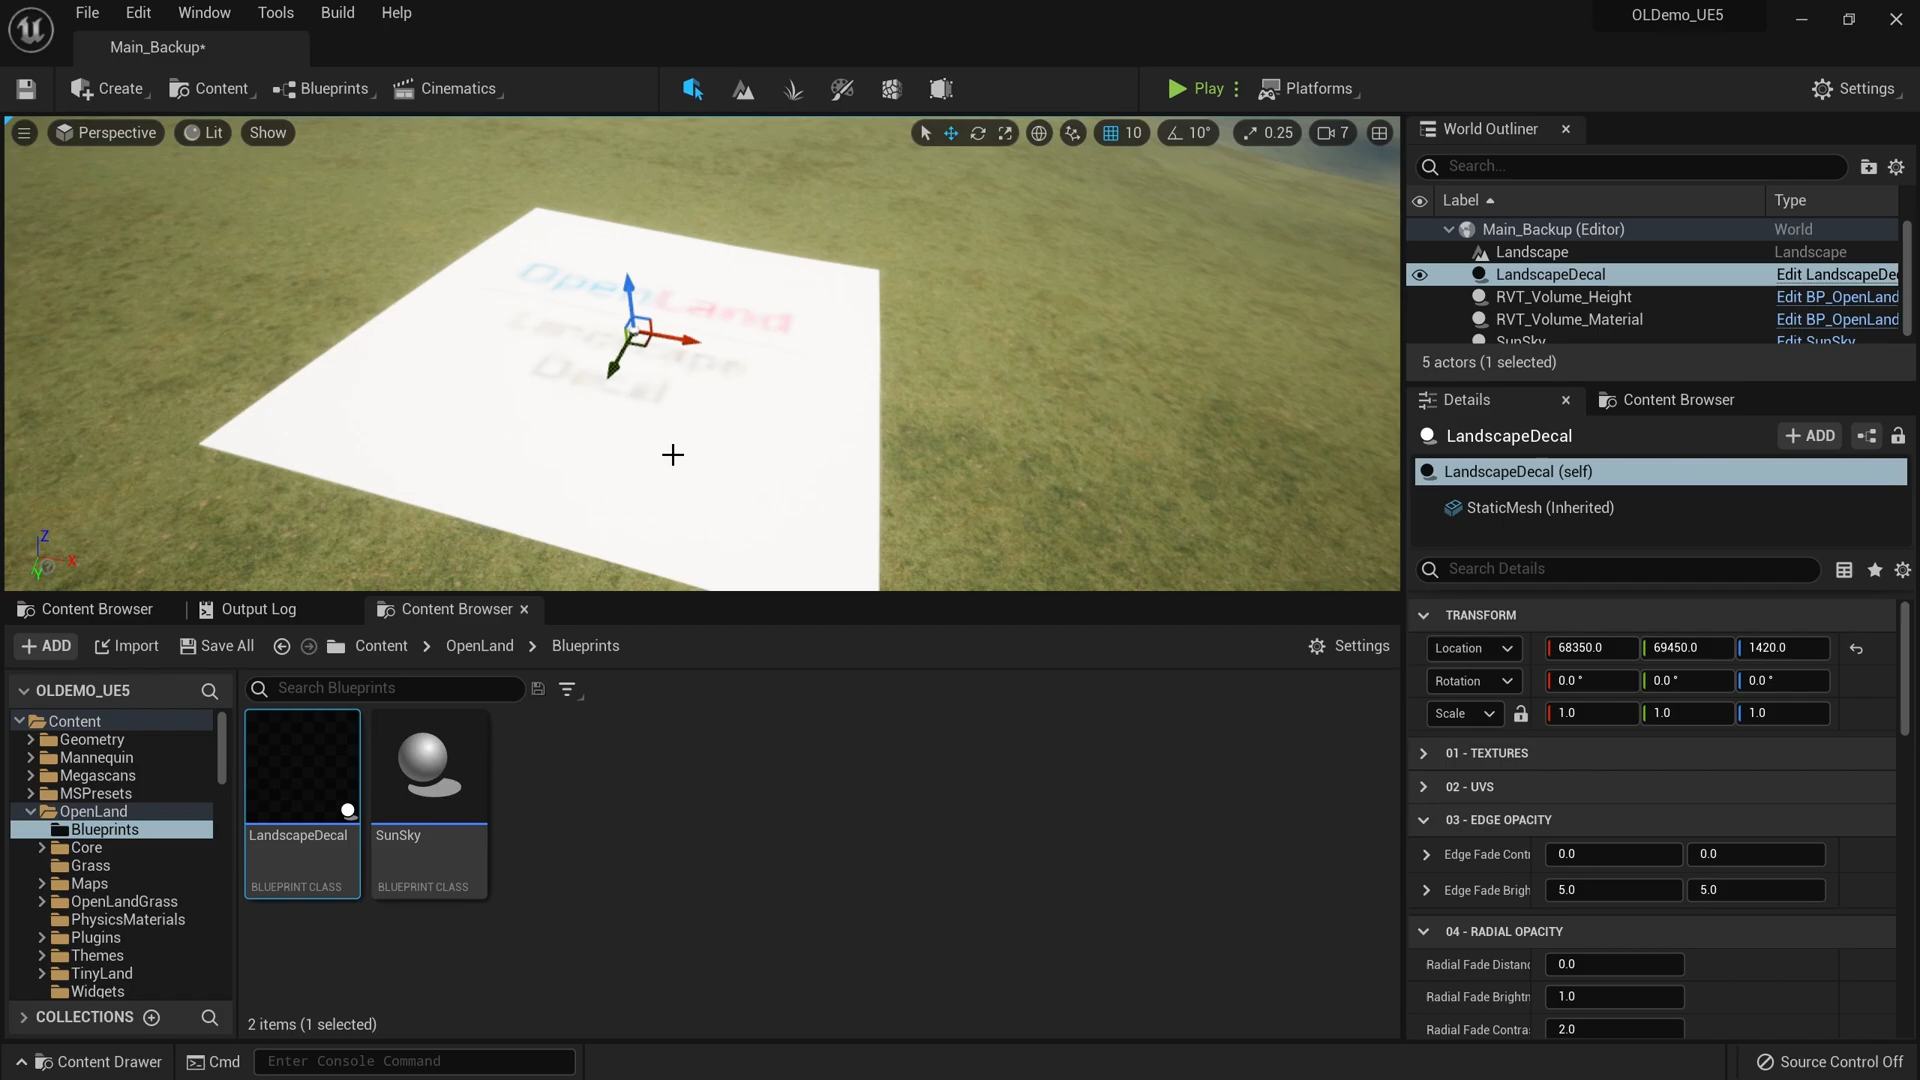 File Edit Window Tools Build Help
OLDemo_UE5
Main_Backup*
Create Content Blueprints Cinematics
Play Platforms
Settings
Perspective Lit Show
10 10° 0.25 7
OpenLand
Landscape
Decal
Z
X
Y
World Outliner
Search...
Label Type
Main_Backup (Editor) World
Landscape Landscape
LandscapeDecal Edit LandscapeDe
RVT_Volume_Height Edit BP_OpenLand
RVT_Volume_Material Edit BP_OpenLand
SunSky Edit SunSky
5 actors (1 selected)
Details Content Browser
LandscapeDecal ADD
LandscapeDecal (self)
StaticMesh (Inherited)
Search Details
TRANSFORM
Location 68350.0 69450.0 1420.0
Rotation 0.0 ° 0.0 ° 0.0 °
Scale 1.0 1.0 1.0
01 - TEXTURES
02 - UVS
03 - EDGE OPACITY
Edge Fade Contr 0.0 0.0
Edge Fade Brigh 5.0 5.0
04 - RADIAL OPACITY
Radial Fade Distanc 0.0
Radial Fade Brightn 1.0
Radial Fade Contra 2.0
Content Browser Output Log Content Browser
ADD Import Save All Content OpenLand Blueprints Settings
OLDEMO_UE5
Search Blueprints
Content
Geometry
Mannequin
Megascans
MSPresets
OpenLand
Blueprints
Core
Grass
Maps
OpenLandGrass
PhysicsMaterials
Plugins
Themes
TinyLand
Widgets
COLLECTIONS
LandscapeDecal
BLUEPRINT CLASS
SunSky
BLUEPRINT CLASS
2 items (1 selected)
Content Drawer Cmd Enter Console Command
Source Control Off